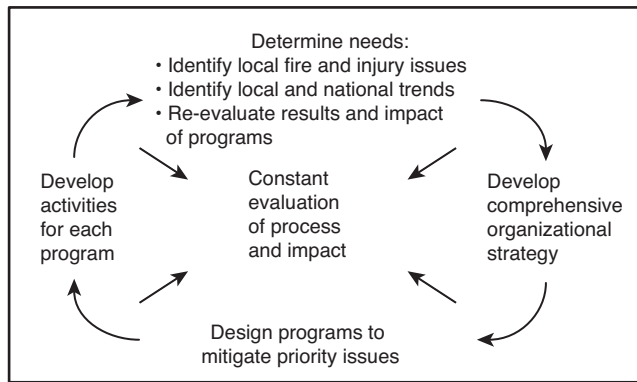 Determine needs:
• Identify local fire and injury issues
• Identify local and national trends
• Re-evaluate results and impact
of programs
Develop
activities
for each
program
Constant
evaluation
of process
and impact
Develop
comprehensive
organizational
strategy
Design programs to
mitigate priority issues